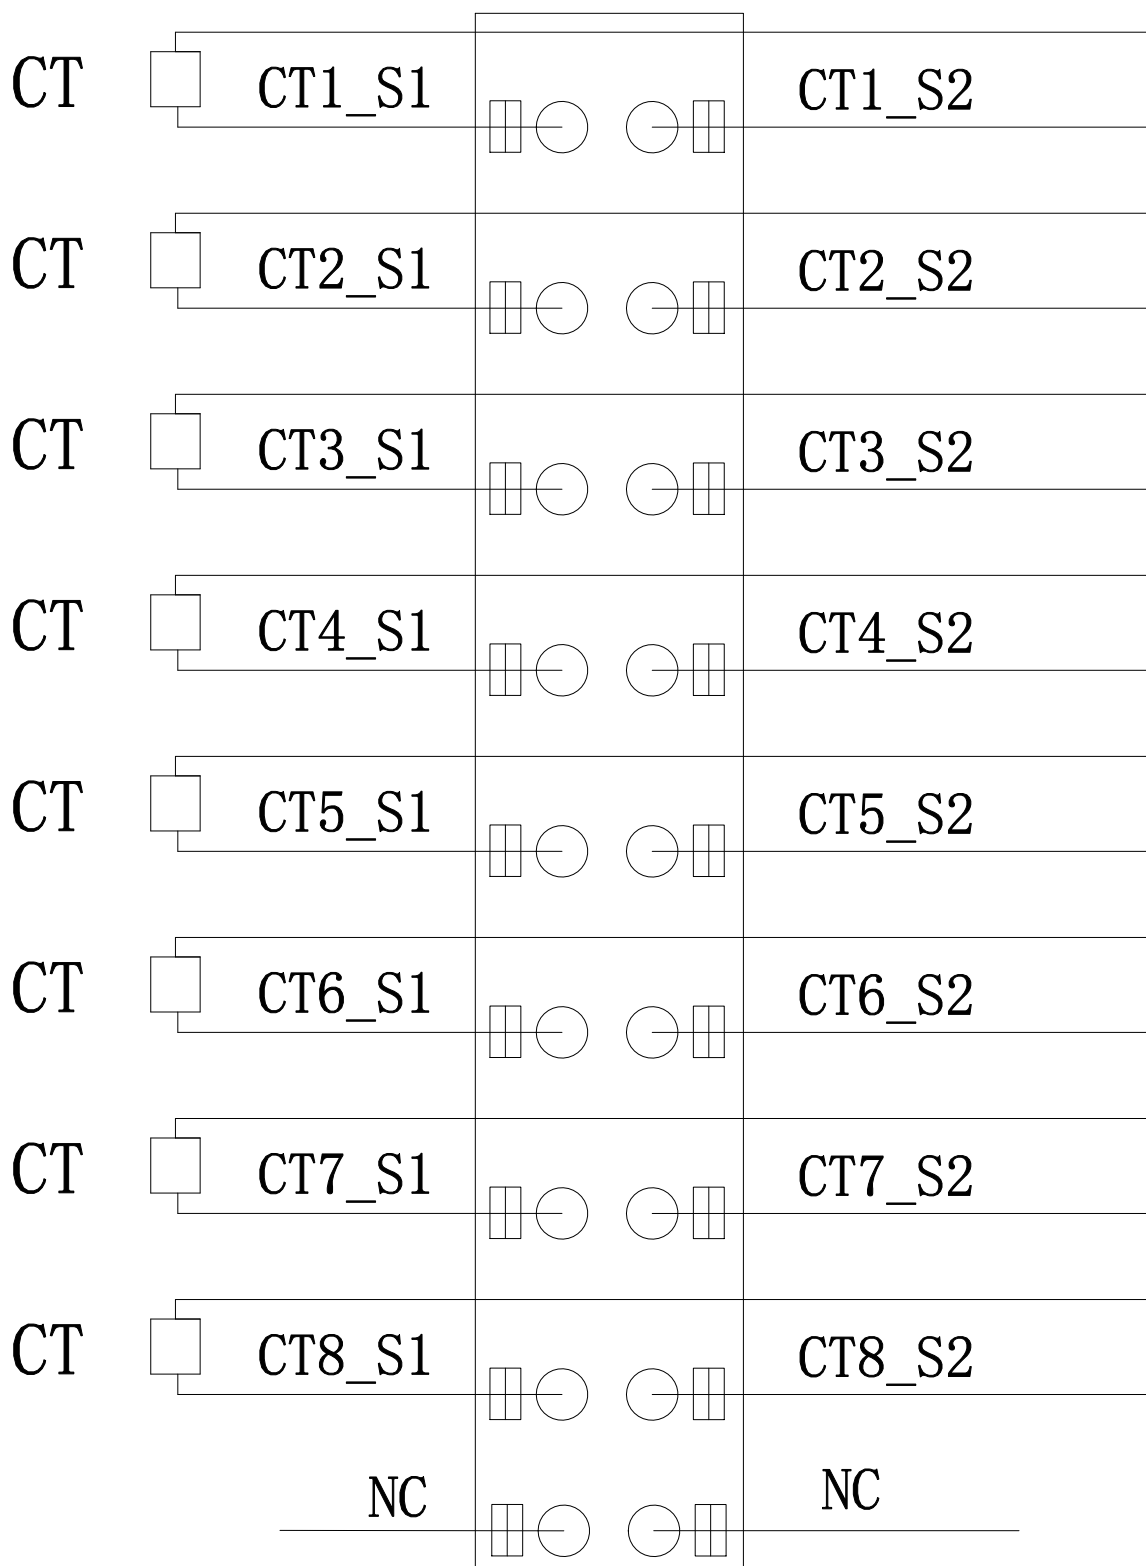 CT CT1_S1 CT1_S2
CT CT2_S1 CT2_S2
CT CT3_S1 CT3_S2
CT CT4_S1 CT4_S2
CT CT5_S1 CT5_S2
CT CT6_S1 CT6_S2
CT CT7_S1 CT7_S2
CT CT8_S1 CT8_S2
NC NC